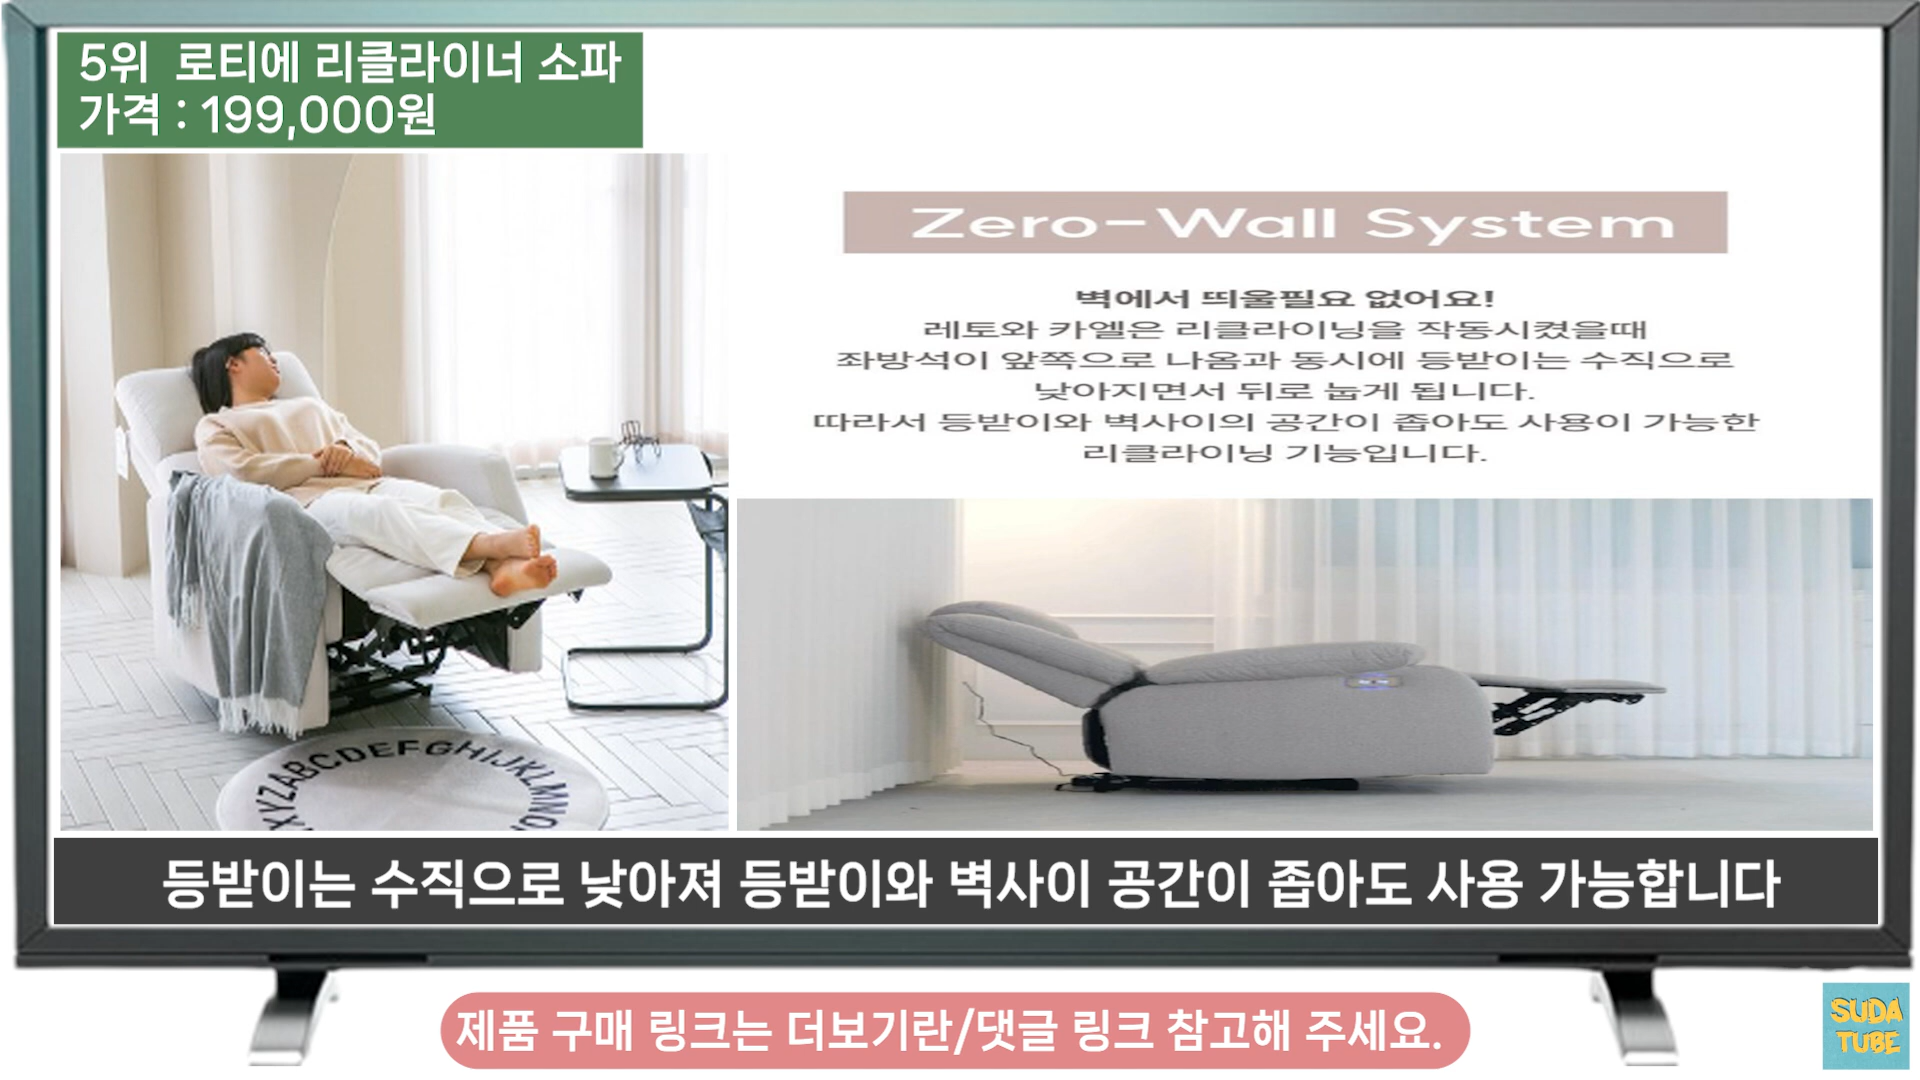 5위 로티에 리클라이너 소파
가격 : 199,000원
Zero-Wall System
벽에서 띄울필요 없어요!
레토와 카엘은 리클라이닝을 작동시켰을때
좌방석이 앞쪽으로 나옴과 동시에 등받이는 수직으로
낮아지면서 뒤로 눕게 됩니다.
따라서 등받이와 벽사이의 공간이 좁아도 사용이 가능한
리클라이닝 기능입니다.
XYZABCDEFGHIJKLMNO
등받이는 수직으로 낮아져 등받이와 벽사이 공간이 좁아도 사용 가능합니다
제품 구매 링크는 더보기란/댓글 링크 참고해 주세요.
SUDA
TUBE